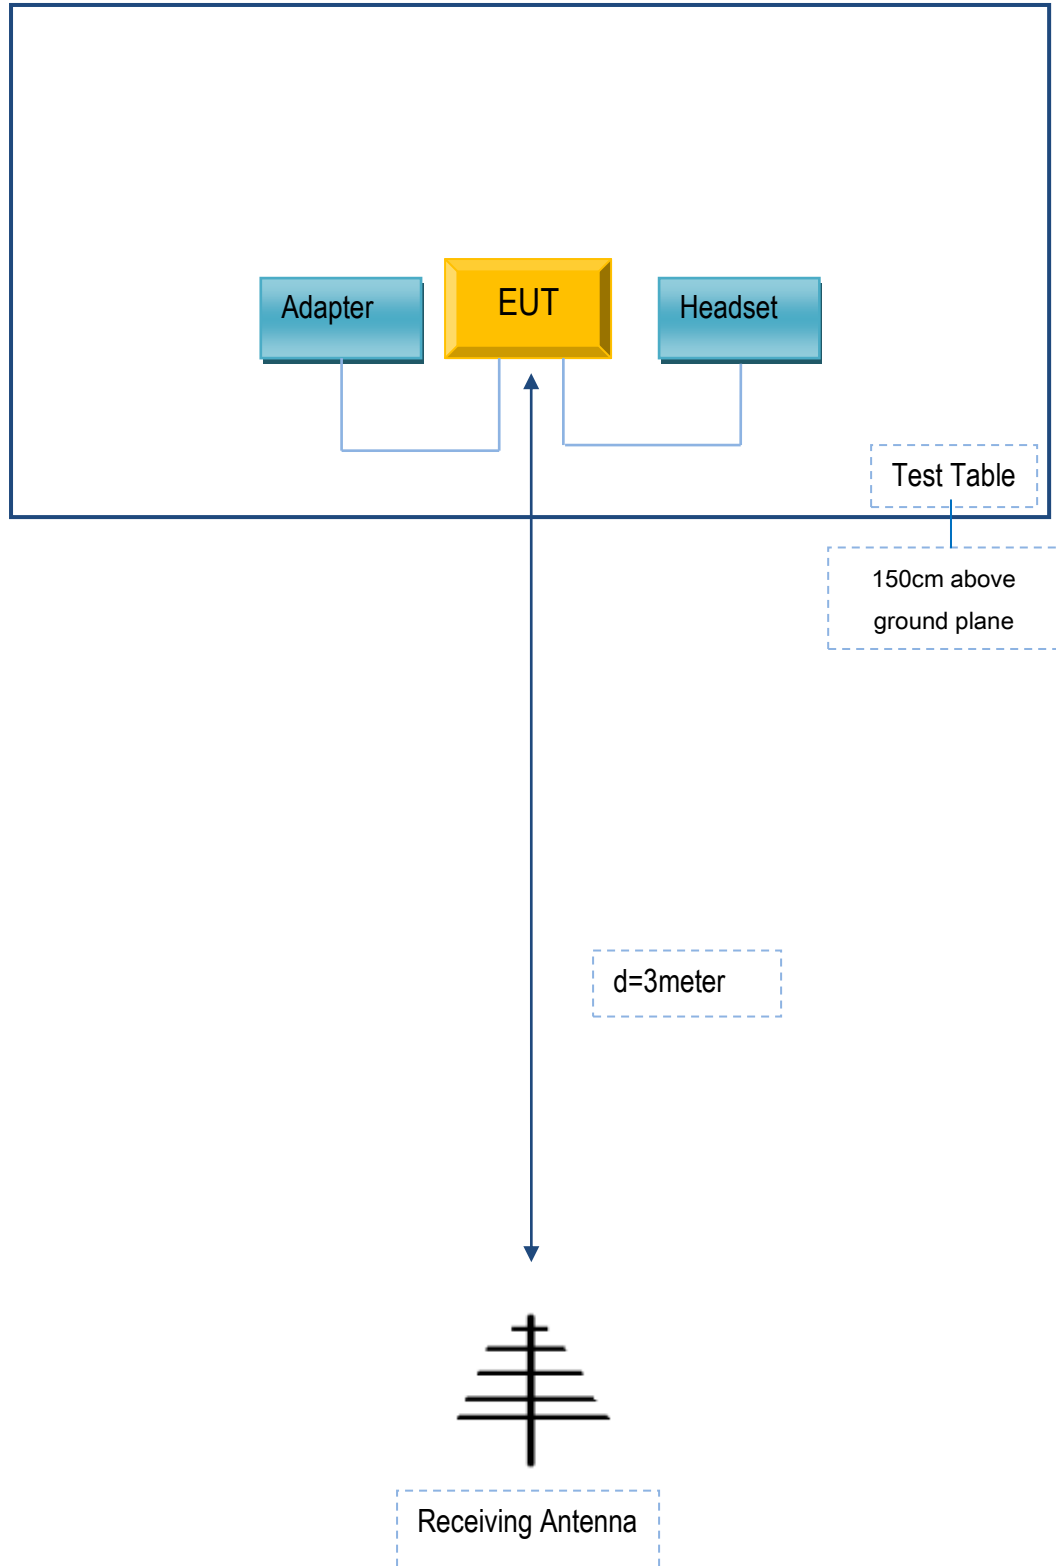 Adapter
EUT
Headset
Test Table
150cm above
ground plane
d=3meter
Receiving Antenna